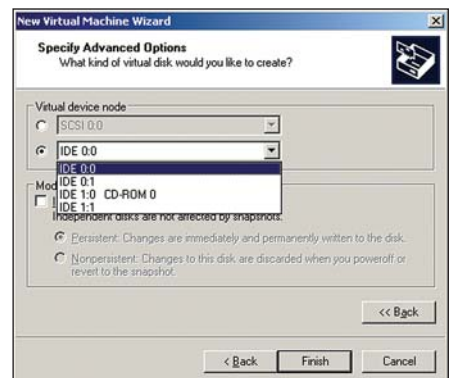 New Virtual Machine Wizard
Specify Advanced Options
What kind of virtual disk would you like to create?
Virtual device node
SCSI 0:0
IDE 0:0
IDE 0:0
IDE 0:1
IDE 1:0 CD-ROM 0
IDE 1:1
Mod
Independent disks are not affected by snapshots.
Persistent: Changes are immediately and permanently written to the disk.
Nonpersistent: Changes to this disk are discarded when you poweroff or
revert to the snapshot.
<< Back
< Back
Finish
Cancel